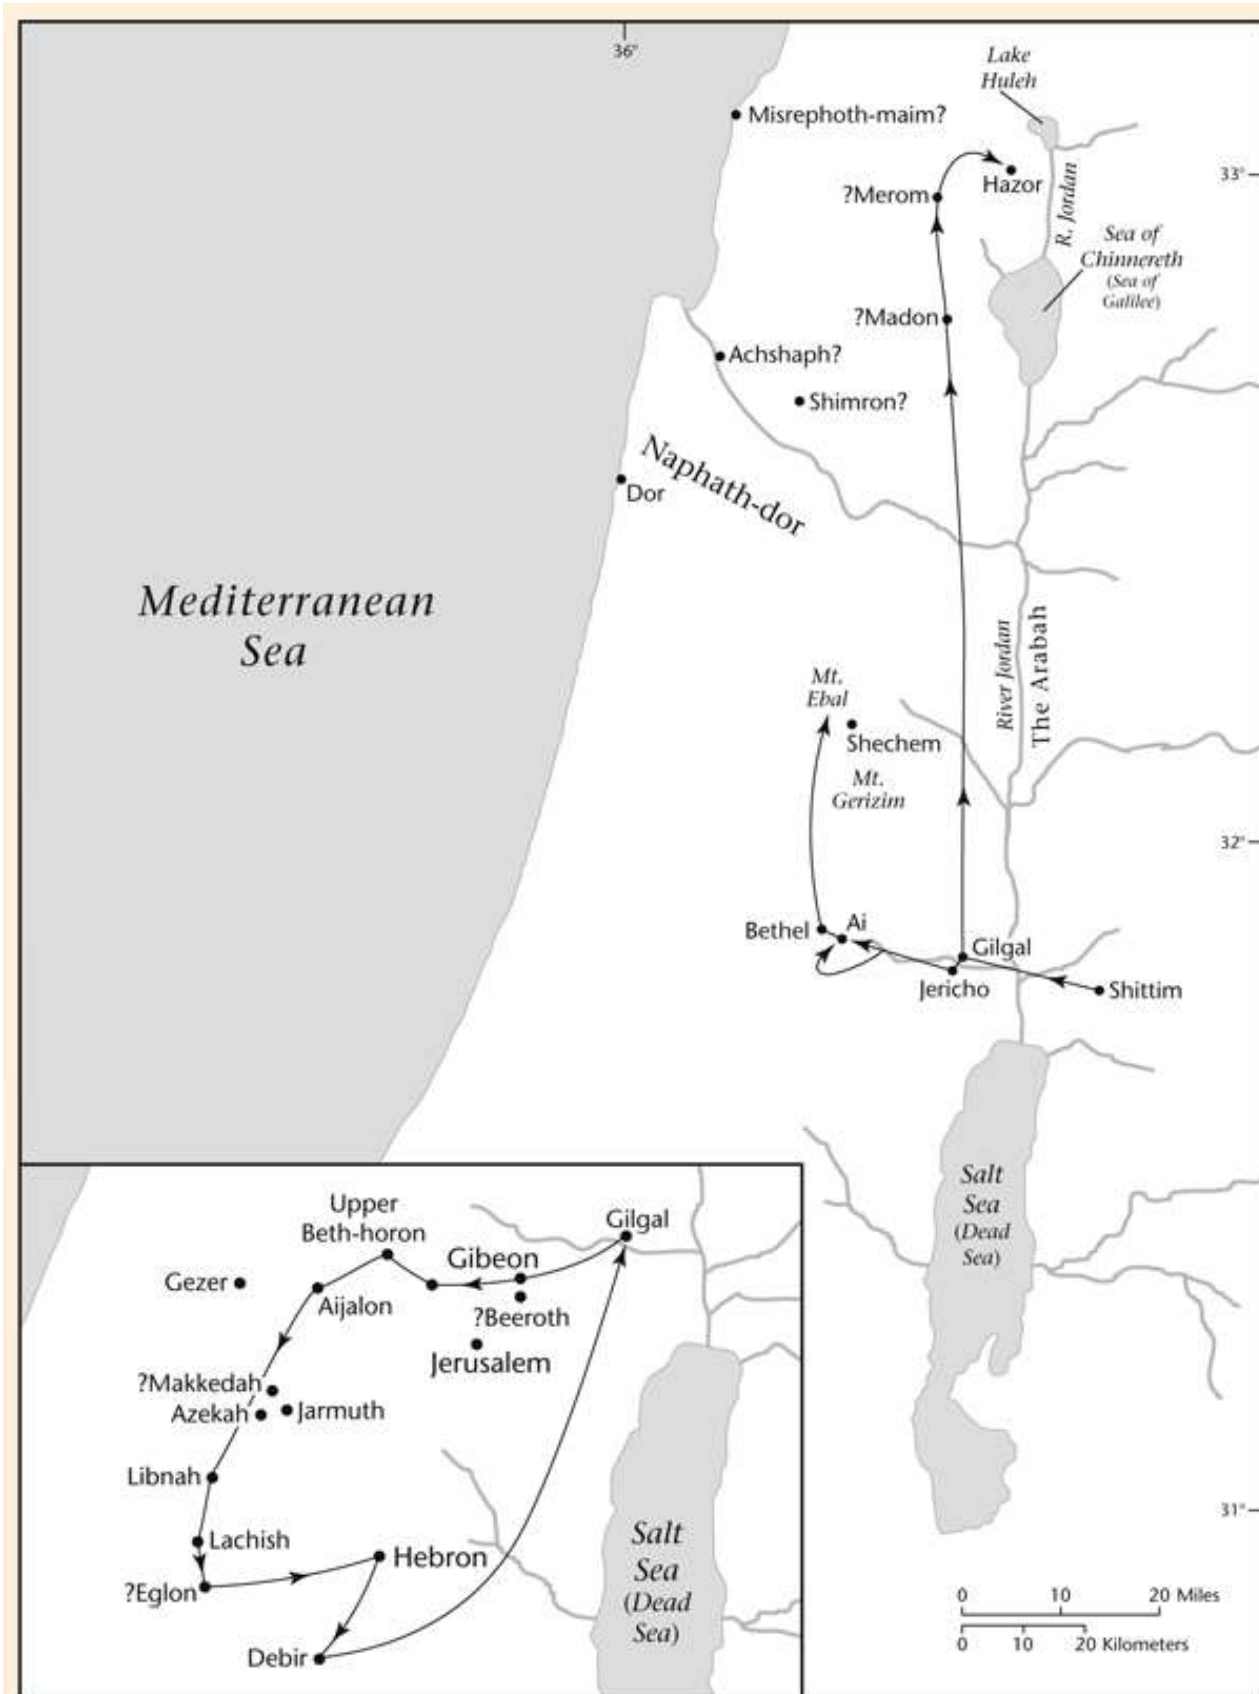 36°
Lake
Huleh
Misrephoth-maim?
33°
Hazor
?Merom
R. Jordan
Sea of
Chinnereth
(Sea of
Galilee)
?Madon
Achshaph?
Shimron?
Naphath-dor
Dor
Mediterranean
Sea
River Jordan
The Arabah
Mt.
Ebal
Shechem
Mt.
Gerizim
32°
Bethel
Ai
Gilgal
Jericho
Shittim
Salt
Sea
(Dead
Sea)
31°
0 10 20 Miles
0 10 20 Kilometers
Upper
Beth-horon
Gilgal
Gibeon
Gezer
Aijalon
?Beeroth
Jerusalem
?Makkedah
Azekah
Jarmuth
Libnah
Lachish
Hebron
?Eglon
Debir
Salt
Sea
(Dead
Sea)